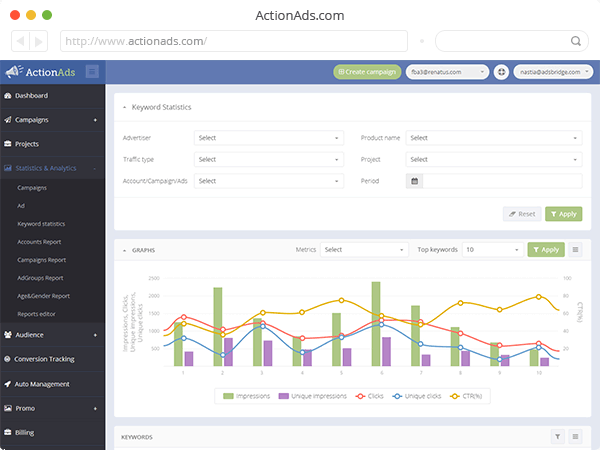 ActionAds.com
http://www.actionads.com/
ActionAds
Create campaign
fba3@renatus.com
nastia@adsbridge.com
Dashboard
Campaigns +
Projects
Statistics & Analytics -
Campaigns
Ad
Keyword statistics
Accounts Report
Campaigns Report
AdGroups Report
Age&Gender Report
Reports editor
Audience +
Conversion Tracking
Auto Management
Promo +
Billing
Keyword Statistics
Advertiser Select Product name Select
Traffic type Select Project Select
Account/Campaign/Ads Select Period
Reset Apply
GRAPHS Metrics Select Top keywords 10 Apply
Impressions, Clicks,
Unique Impressions,
Unique clicks
2500 100
2000 80
1500 60
1000 40
500 20
CTR(%)
1 2 3 4 5 6 7 8 9 10
Impressions Unique Impressions Clicks Unique clicks CTR(%)
KEYWORDS